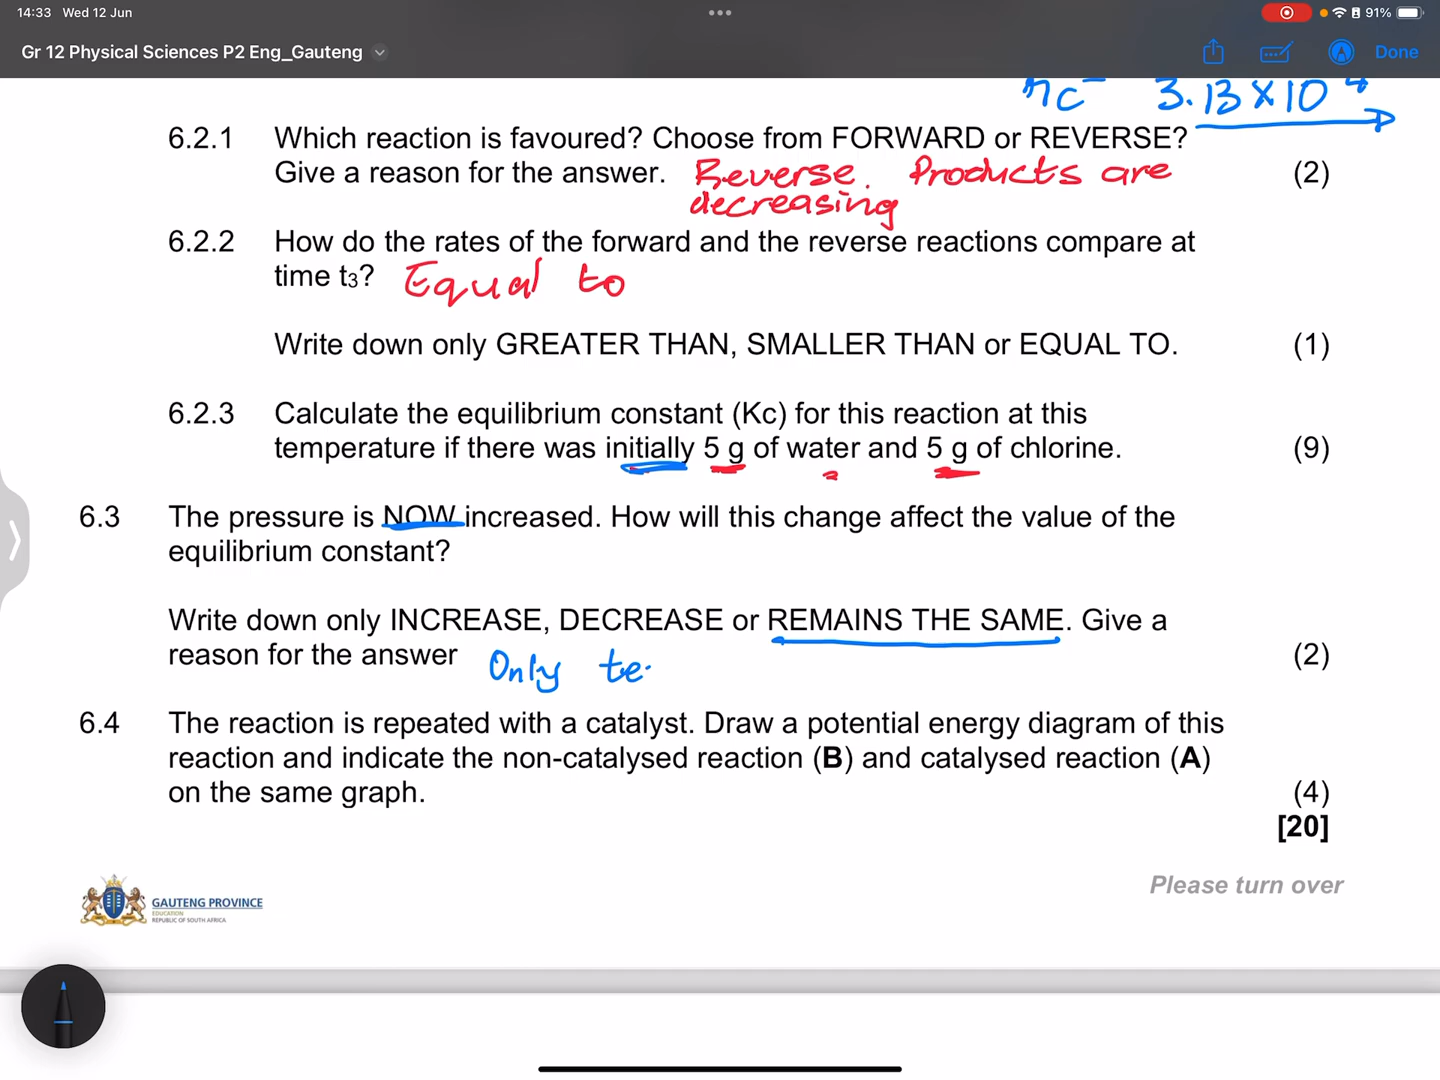 14:33 Wed 12 Jun
91%
Gr 12 Physical Sciences P2 Eng_Gauteng
Done
3.13 X 10
6.2.1 Which reaction is favoured? Choose from FORWARD or REVERSE?
Give a reason for the answer. Reverse. Products are (2)
decreasing
6.2.2 How do the rates of the forward and the reverse reactions compare at
time t3? Equal to
Write down only GREATER THAN, SMALLER THAN or EQUAL TO. (1)
6.2.3 Calculate the equilibrium constant (Kc) for this reaction at this
temperature if there was initially 5 g of water and 5 g of chlorine. (9)
6.3 The pressure is NOW increased. How will this change affect the value of the
equilibrium constant?
Write down only INCREASE, DECREASE or REMAINS THE SAME. Give a
reason for the answer Only te (2)
6.4 The reaction is repeated with a catalyst. Draw a potential energy diagram of this
reaction and indicate the non-catalysed reaction (B) and catalysed reaction (A)
on the same graph. (4)
[20]
Please turn over
GAUTENG PROVINCE
EDUCATION
REPUBLIC OF SOUTH AFRICA